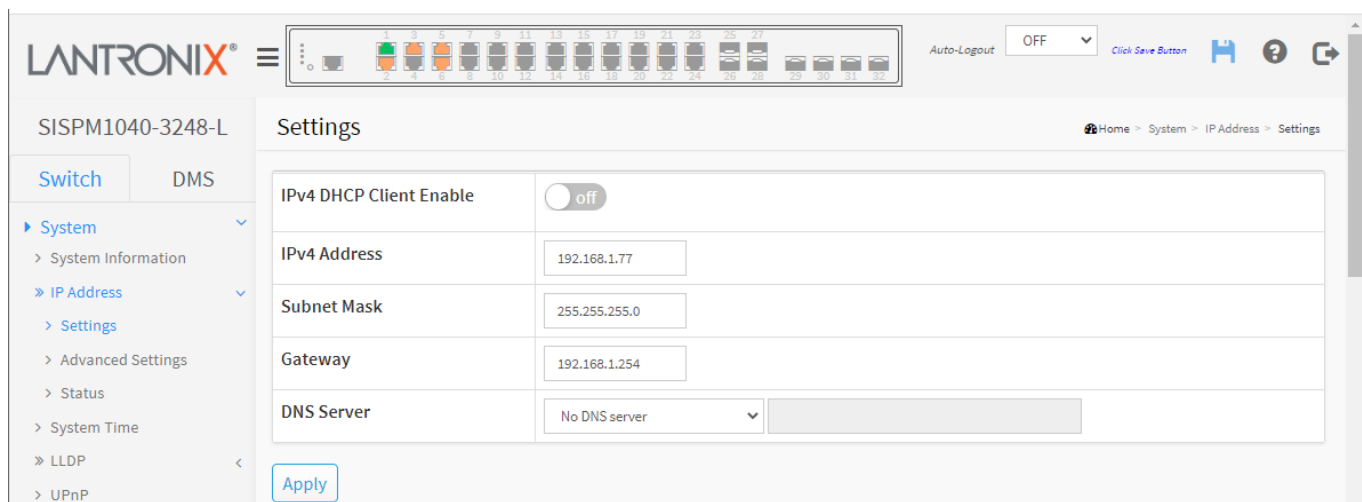 LANTRONIX®
1 3 5 7 9 11 13 15 17 19 21 23 25 27
2 4 6 8 10 12 14 16 18 20 22 24 26 28 29 30 31 32
Auto-Logout OFF Click Save Button
SISPM1040-3248-L
Settings
Home > System > IP Address > Settings
Switch DMS
System
> System Information
» IP Address
> Settings
> Advanced Settings
> Status
> System Time
» LLDP <
> UPnP
IPv4 DHCP Client Enable off
IPv4 Address 192.168.1.77
Subnet Mask 255.255.255.0
Gateway 192.168.1.254
DNS Server No DNS server
Apply